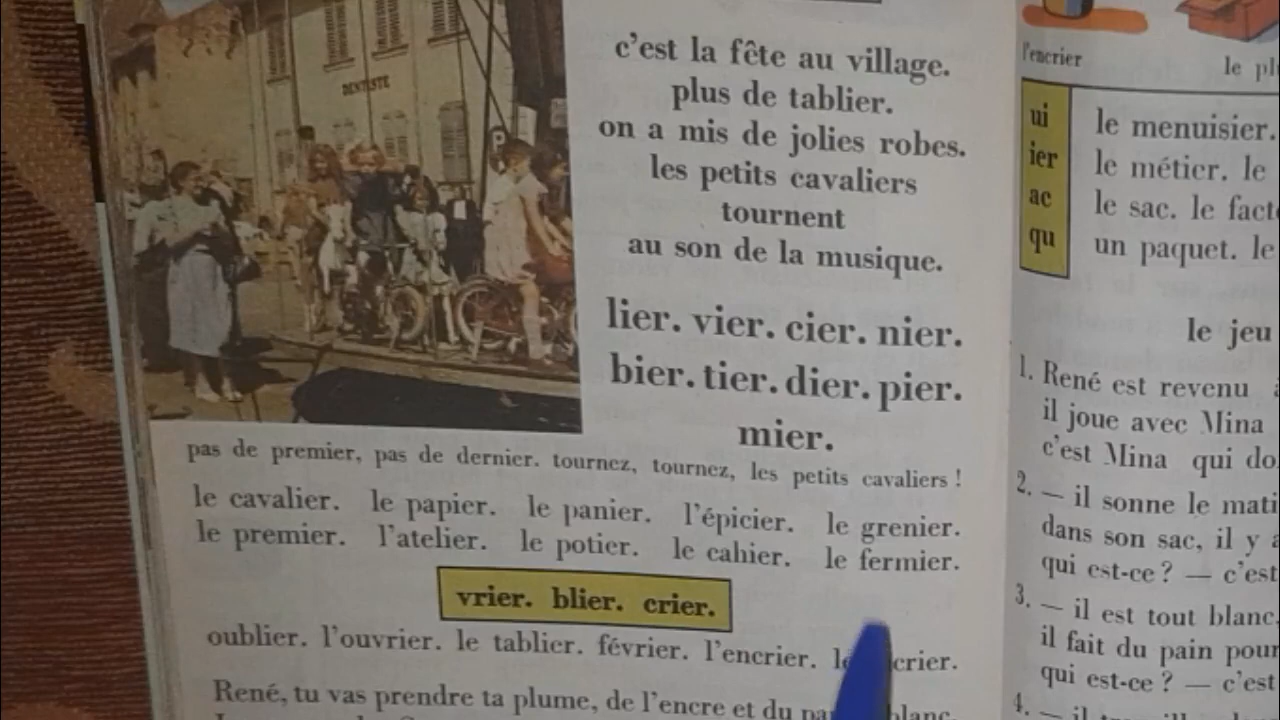 DENTISTE
P
c'est la fête au village.
plus de tablier.
on a mis de jolies robes.
les petits cavaliers
tournent
au son de la musique.
lier. vier. cier. nier.
bier. tier. dier. pier.
mier.
pas de premier, pas de dernier. tournez, tournez, les petits cavaliers !
le cavalier. le papier. le panier. l'épicier. le grenier.
le premier. l'atelier. le potier. le cahier. le fermier.
vrier. blier. crier.
oublier. l'ouvrier. le tablier. février. l'encrier. crier.
René, tu vas prendre ta plume, de l'encre et du blanc.
l'encrier le
ui le menuisier.
ier le métier. le
ac le sac. le
qu un paquet. le
le jeu
1. René est revenu
il joue avec Mina
c'est Mina qui
2. — il sonne le
dans son sac, il y
qui est-ce ? — c'est
3. — il est tout blanc.
il fait du pain pour
qui est-ce ? — c'est
4. — il